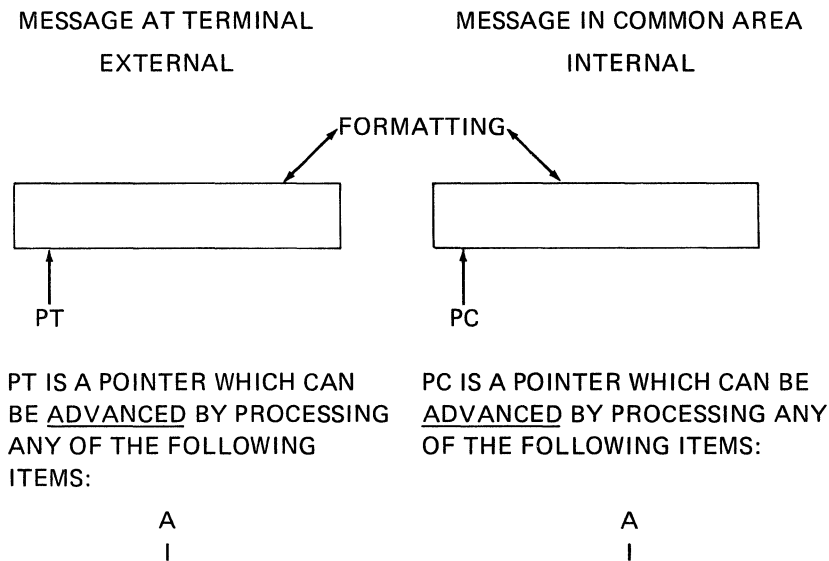 MESSAGE AT TERMINAL
EXTERNAL
MESSAGE IN COMMON AREA
INTERNAL
FORMATTING
PT
PC
PT IS A POINTER WHICH CAN
BE ADVANCED BY PROCESSING
ANY OF THE FOLLOWING
ITEMS:
A
I
PC IS A POINTER WHICH CAN BE
ADVANCED BY PROCESSING ANY
OF THE FOLLOWING ITEMS:
A
I